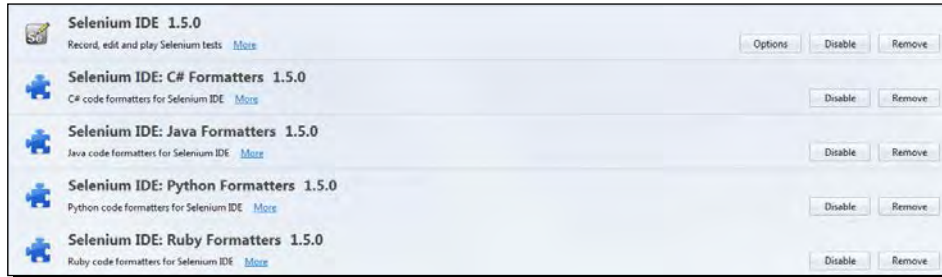 Selenium IDE 1.5.0
Record, edit and play Selenium tests More
Options Disable Remove
Selenium IDE: C# Formatters 1.5.0
C# code formatters for Selenium IDE More
Disable Remove
Selenium IDE: Java Formatters 1.5.0
Java code formatters for Selenium IDE More
Disable Remove
Selenium IDE: Python Formatters 1.5.0
Python code formatters for Selenium IDE More
Disable Remove
Selenium IDE: Ruby Formatters 1.5.0
Ruby code formatters for Selenium IDE More
Disable Remove